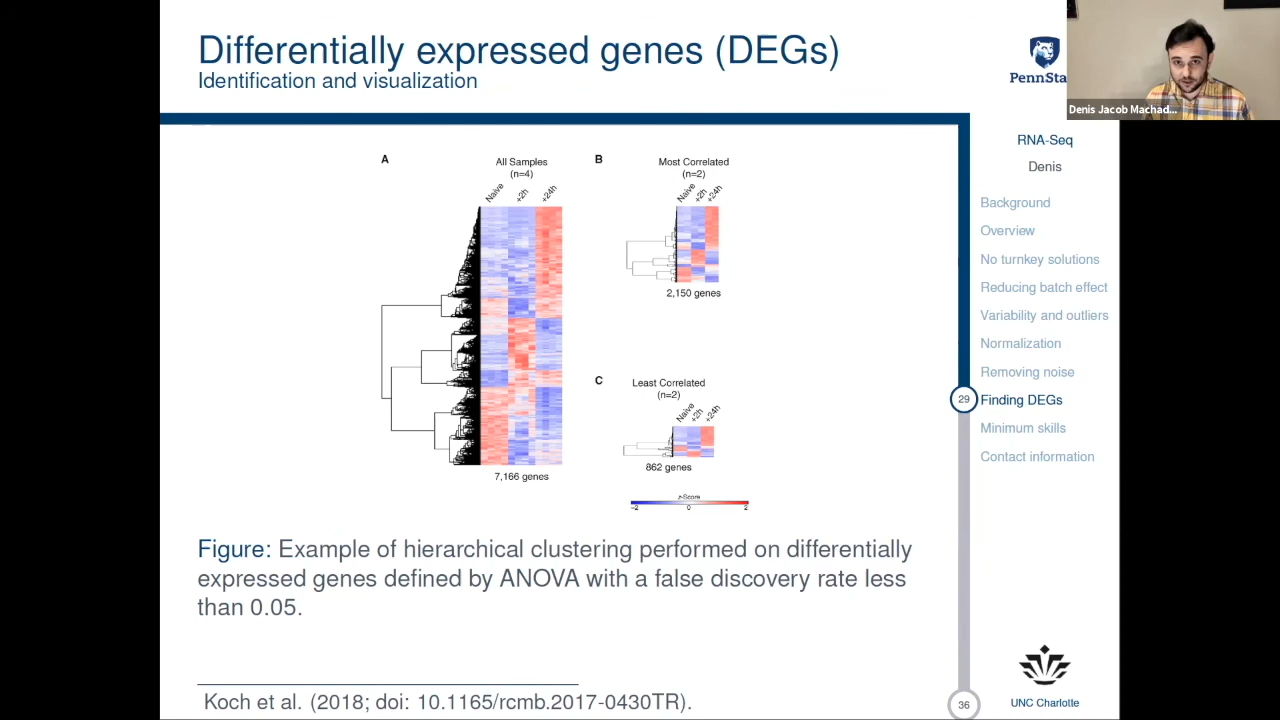 Differentially expressed genes (DEGs)
Identification and visualization
PennSta
Denis Jacob Machad...
RNA-Seq
Denis
Background
Overview
No turnkey solutions
Reducing batch effect
Variability and outliers
Normalization
Removing noise
29
Finding DEGs
Minimum skills
Contact information
A
All Samples
(n=4)
Naive +2h +24h
7,166 genes
B
Most Correlated
(n=2)
Naive +2h +24h
2,150 genes
C
Least Correlated
(n=2)
Naive +2h +24h
862 genes
z-Score
-2 0 2
Figure: Example of hierarchical clustering performed on differentially
expressed genes defined by ANOVA with a false discovery rate less
than 0.05.
Koch et al. (2018; doi: 10.1165/rcmb.2017-0430TR).
36
UNC Charlotte